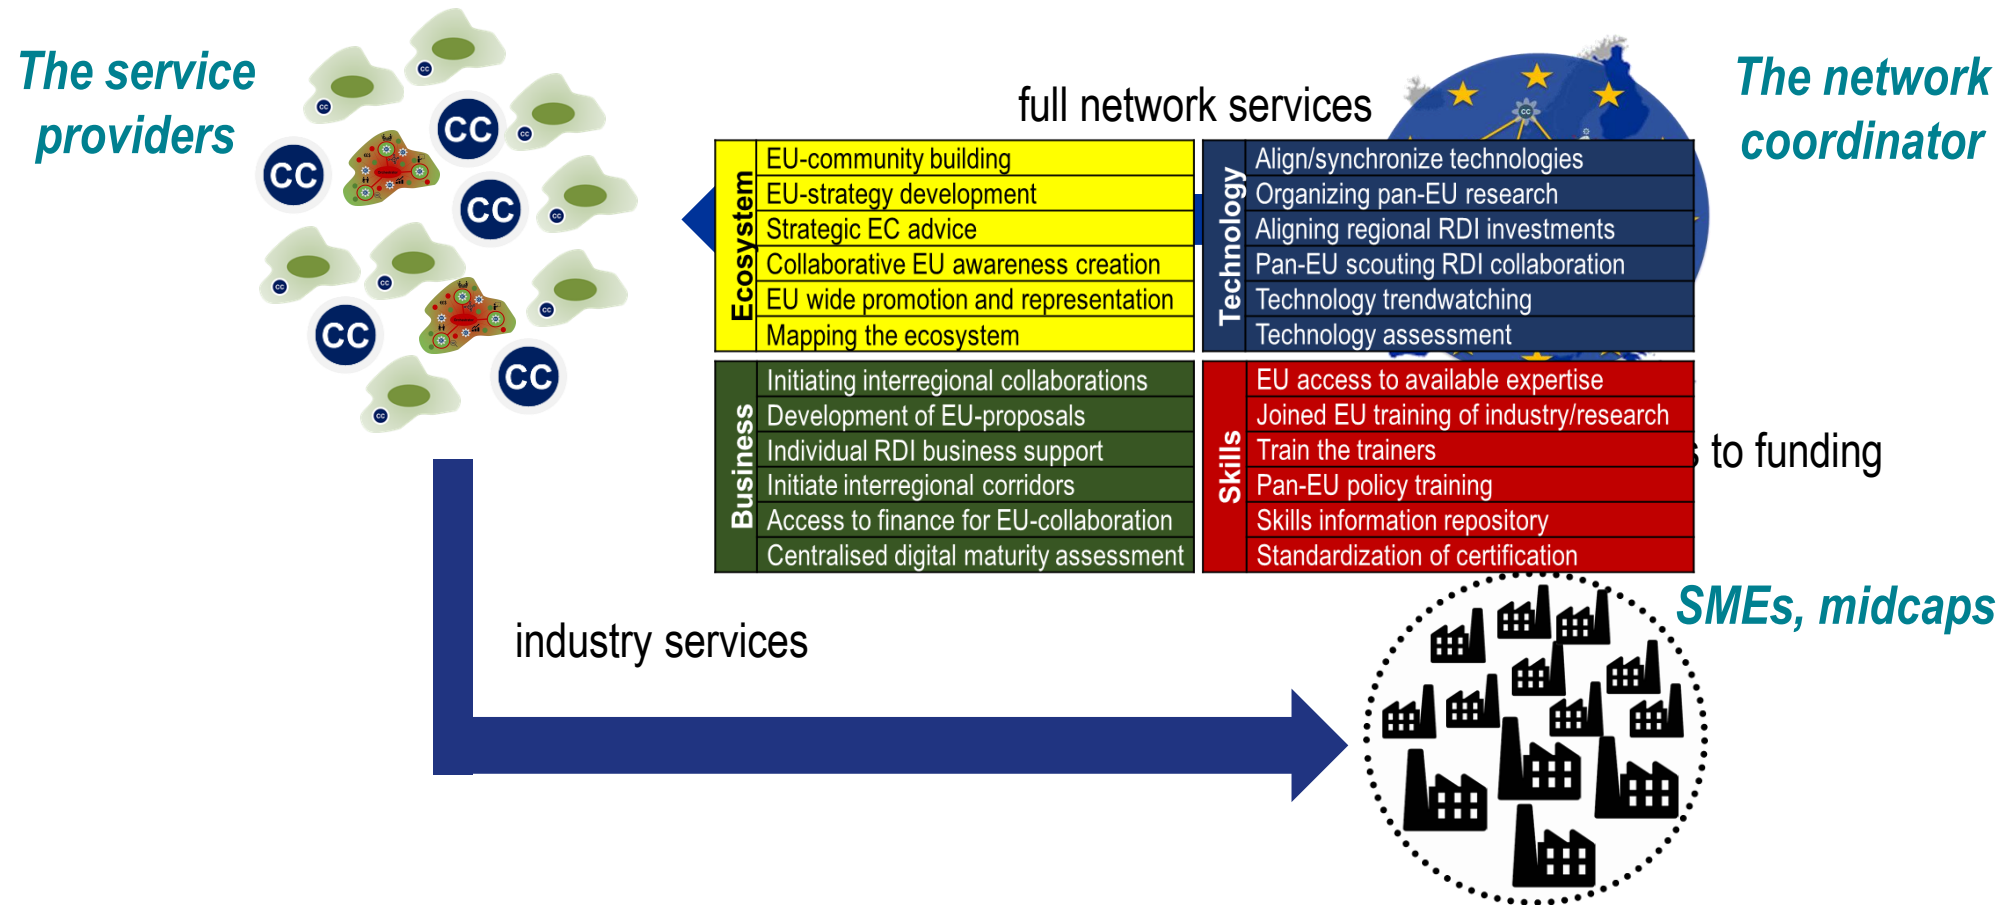 The service
providers
full network services
The network
coordinator
CC
CC
CC
CC
CC
Ecosystem
EU-community building
EU-strategy development
Strategic EC advice
Collaborative EU awareness creation
EU wide promotion and representation
Mapping the ecosystem
Technology
Align/synchronize technologies
Organizing pan-EU research
Aligning regional RDI investments
Pan-EU scouting RDI collaboration
Technology trendwatching
Technology assessment
Business
Initiating interregional collaborations
Development of EU-proposals
Individual RDI business support
Initiate interregional corridors
Access to finance for EU-collaboration
Centralised digital maturity assessment
Skills
EU access to available expertise
Joined EU training of industry/research
Train the trainers
Pan-EU policy training
Skills information repository
Standardization of certification
to funding
industry services
SMEs, midcaps